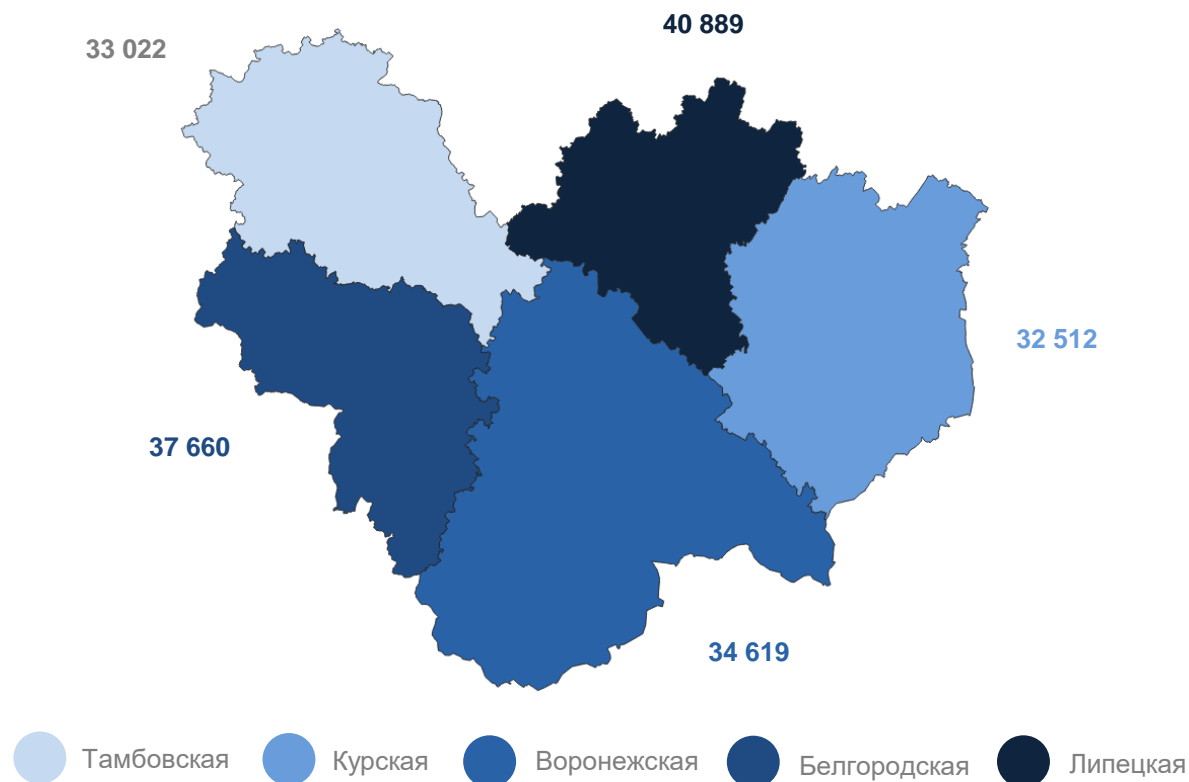 40 889
33 022
32 512
37 660
34 619
Тамбовская
Курская
Воронежская
Белгородская
Липецкая